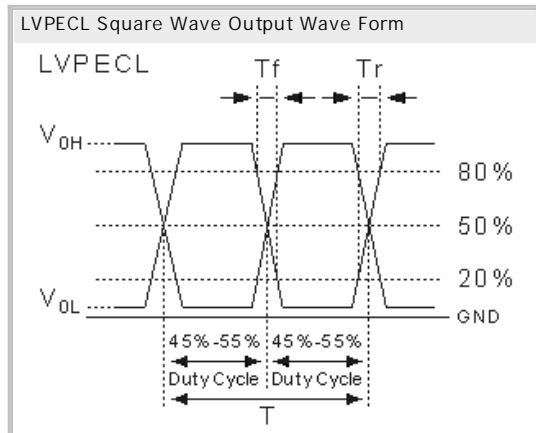 LVPECL Square Wave Output Wave Form
LVPECL
Tf
Tr
V0H
80%
50%
20%
V0L
GND
45%-55%
45%-55%
Duty Cycle
Duty Cycle
T